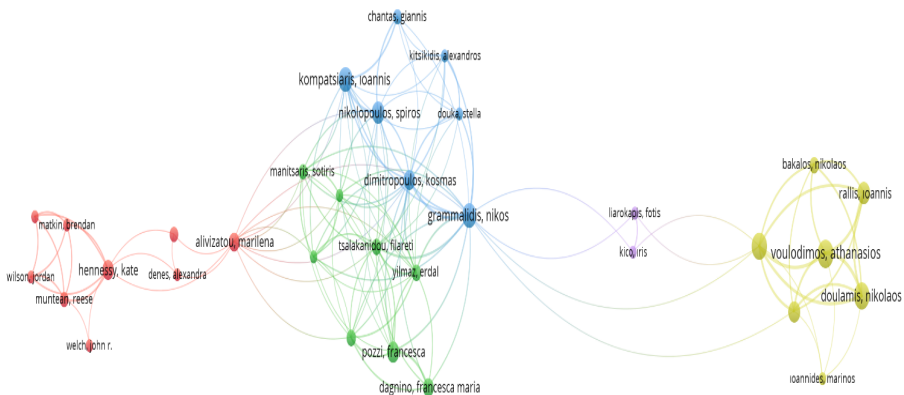 chantas, giannis
kitsikidis, alexandros
kompatsiaris, ioannis
nikolopoulos, spiros
douka, stella
manitsaris, sotiris
dimitropoulos, kosmas
grammalidis, nikos
tsalakanidou, filareti
yilmaz, erdal
pozzi, francesca
dagnino, francesca maria
matkin, brendan
wilson, jordan
hennessy, kate
muntean, reese
welch, john r.
denes, alexandra
alivizatou, marilena
liarokapis, fotis
kico, iris
bakalos, nikolaos
rallis, ioannis
voulodimos, athanasios
doulamis, nikolaos
ioannides, marinos